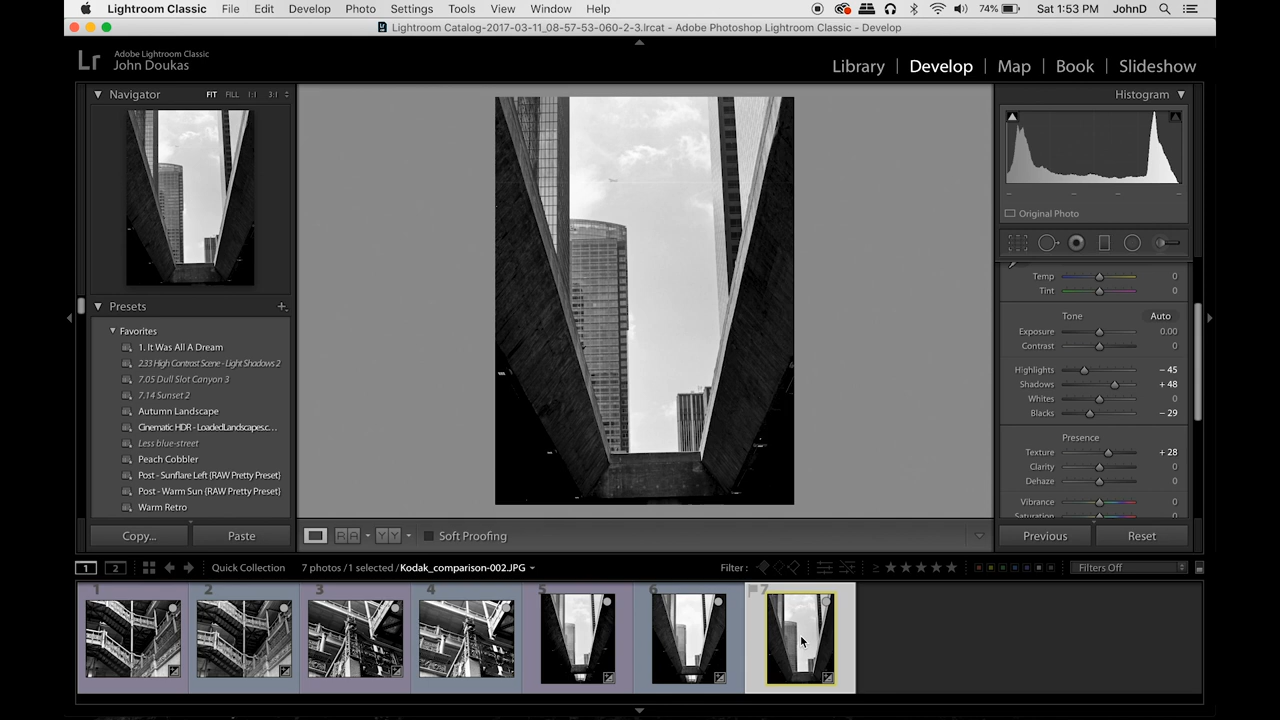 Lightroom Classic File Edit Develop Photo Settings Tools View Window Help 74% Sat 1:53 PM JohnD
Lightroom Catalog-2017-03-11_08-57-53-060-2-3.lrcat - Adobe Photoshop Lightroom Classic - Develop
Lr Adobe Lightroom Classic
John Doukas
Library | Develop | Map | Book | Slideshow
Navigator FIT FILL 1:1 3:1
Histogram
Original Photo
Temp 0
Tint 0
Tone Auto
Exposure 0.00
Contrast 0
Highlights – 45
Shadows + 48
Whites 0
Blacks – 29
Presence
Texture + 28
Clarity 0
Dehaze 0
Vibrance 0
Saturation 0
Presets +
Favorites
1. It Was All A Dream
2.33 High Contrast Scene - Light Shadows 2
7.05 Dull Slot Canyon 3
7.14 Sunset 2
Autumn Landscape
Cinematic HDR - LoadedLandscapes.c...
Less blue-street
Peach Cobbler
Post - Sunflare Left {RAW Pretty Preset}
Post - Warm Sun {RAW Pretty Preset}
Warm Retro
Copy... Paste
RA YY Soft Proofing
Previous Reset
1 2 Quick Collection 7 photos / 1 selected / Kodak_comparison-002.JPG Filter : ≥ ★★★★★ Filters Off
1 2 3 4 5 6 7